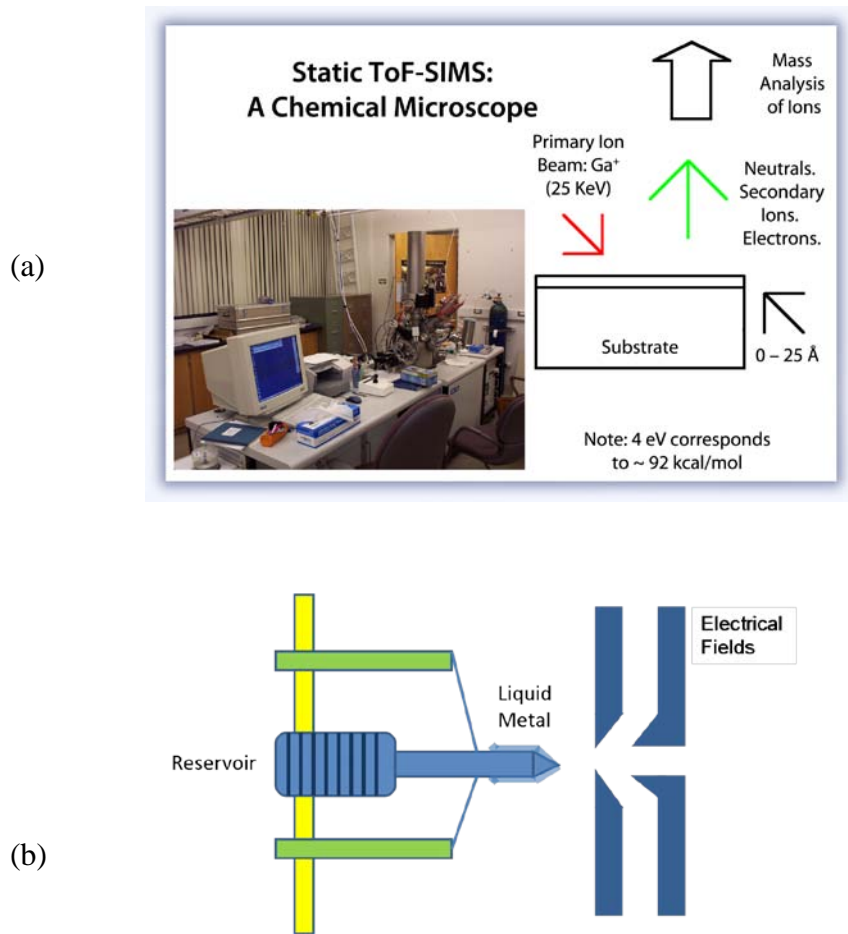 Static ToF-SIMS:
A Chemical Microscope
Mass
Analysis
of Ions
Primary Ion
Beam: Ga⁺
(25 KeV)
Neutrals.
Secondary
Ions.
Electrons.
(a)
Substrate
0 – 25 Å
Note: 4 eV corresponds
to ~ 92 kcal/mol
Electrical
Fields
Liquid
Metal
Reservoir
(b)